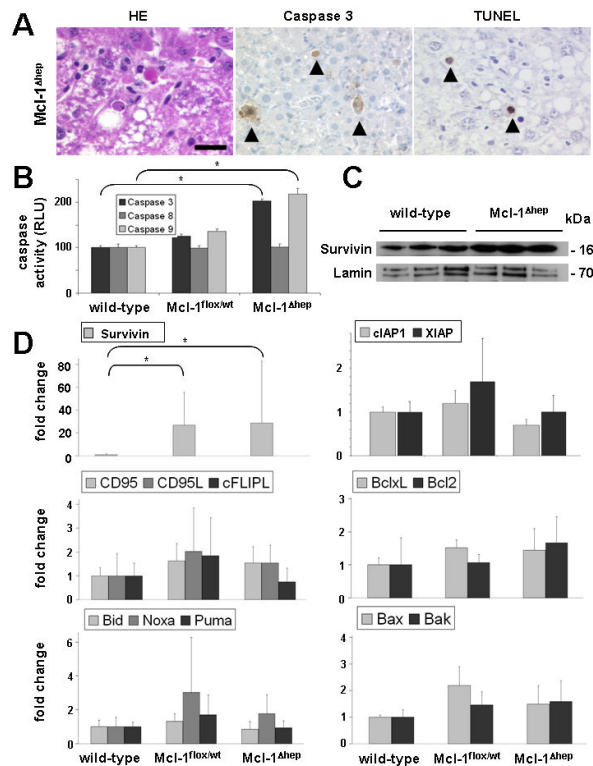 A
HE
Caspase 3
TUNEL
Mcl-1Δhep
B
caspase activity (RLU)
200
100
0
Caspase 3
Caspase 8
Caspase 9
*
*
wild-type
Mcl-1flox/wt
Mcl-1Δhep
C
wild-type
Mcl-1Δhep
kDa
Survivin
- 16
Lamin
- 70
D
Survivin
fold change
80
60
40
20
0
*
*
cIAP1 XIAP
2
1
0
CD95 CD95L cFLIPL
fold change
4
3
2
1
0
BclxL Bcl2
3
2
1
0
Bid Noxa Puma
fold change
6
4
2
0
wild-type
Mcl-1flox/wt
Mcl-1Δhep
Bax Bak
4
3
2
1
0
wild-type
Mcl-1flox/wt
Mcl-1Δhep